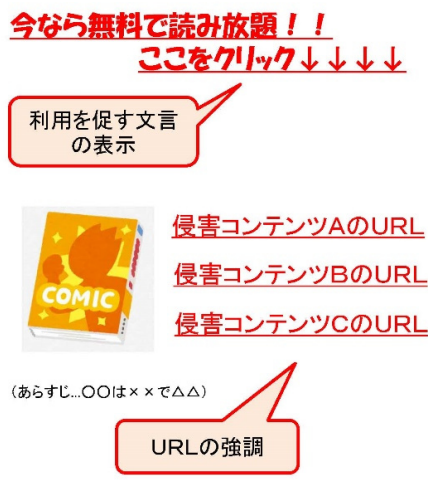 今なら無料で読み放題！！
ここをクリック↓↓↓↓
利用を促す文言
の表示
侵害コンテンツAのURL
侵害コンテンツBのURL
侵害コンテンツCのURL
COMIC
（あらすじ…〇〇は××で△△）
URLの強調